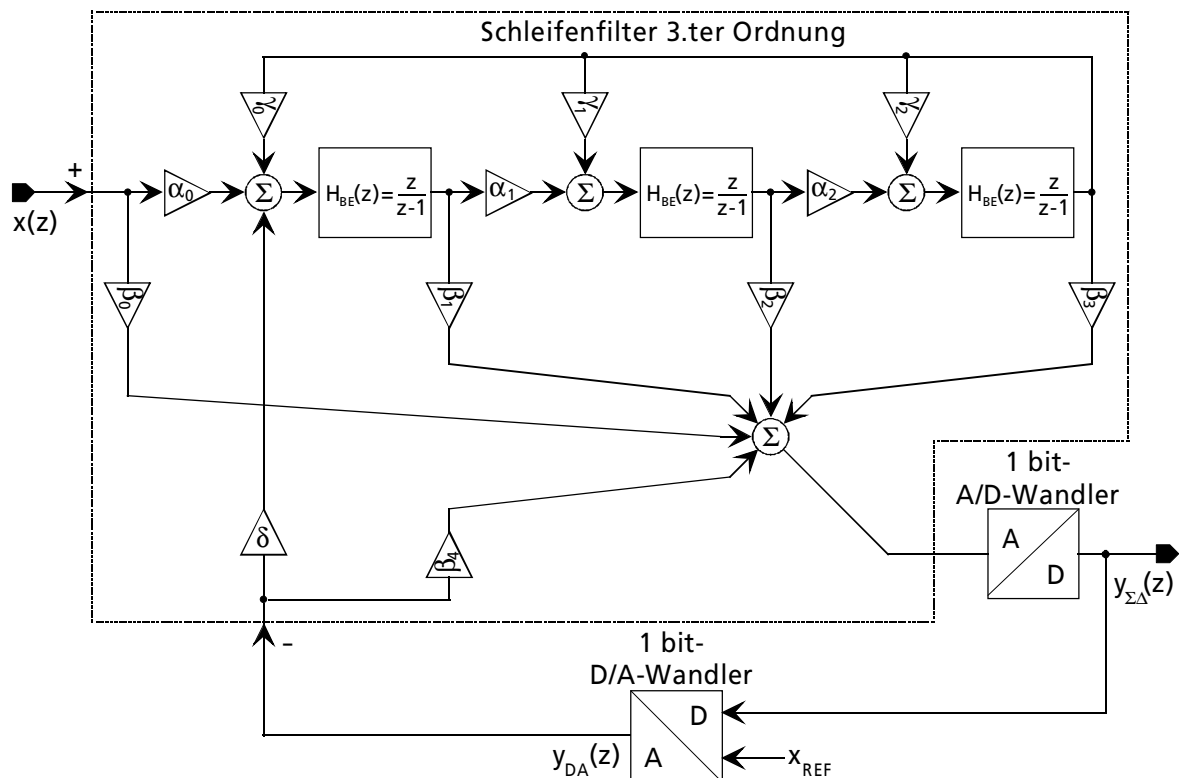 Schleifenfilter 3.ter Ordnung
γ₀
γ₁
γ₂
+
x(z)
α₀
Σ
H_BE(z)=z/z-1
α₁
Σ
H_BE(z)=z/z-1
α₂
Σ
H_BE(z)=z/z-1
β₀
β₁
β₂
β₃
Σ
1 bit-
A/D-Wandler
A
D
y_ΣΔ(z)
δ
β₄
-
1 bit-
D/A-Wandler
D
A
y_DA(z)
x_REF